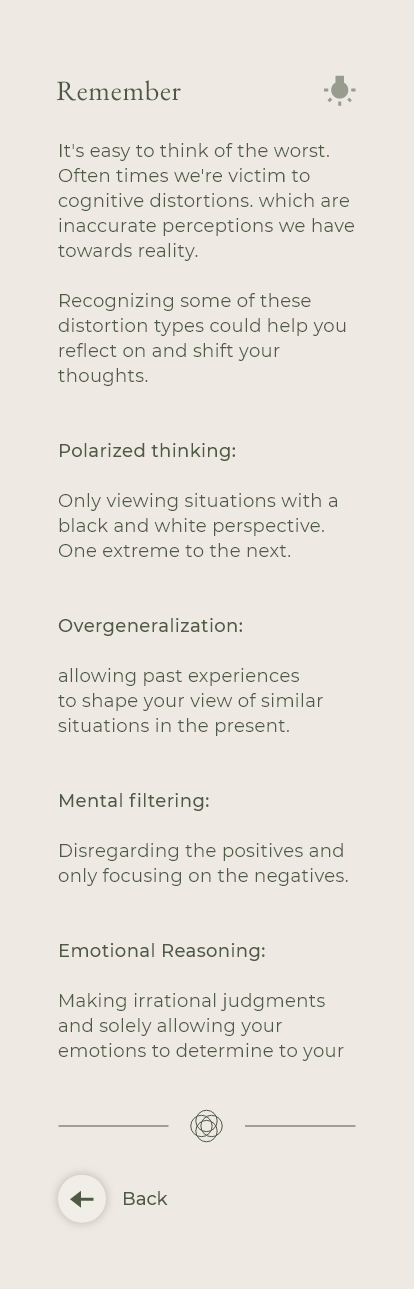 Remember
It's easy to think of the worst.
Often times we're victim to
cognitive distortions. which are
inaccurate perceptions we have
towards reality.
Recognizing some of these
distortion types could help you
reflect on and shift your
thoughts.
Polarized thinking:
Only viewing situations with a
black and white perspective.
One extreme to the next.
Overgeneralization:
allowing past experiences
to shape your view of similar
situations in the present.
Mental filtering:
Disregarding the positives and
only focusing on the negatives.
Emotional Reasoning:
Making irrational judgments
and solely allowing your
emotions to determine to your
Back